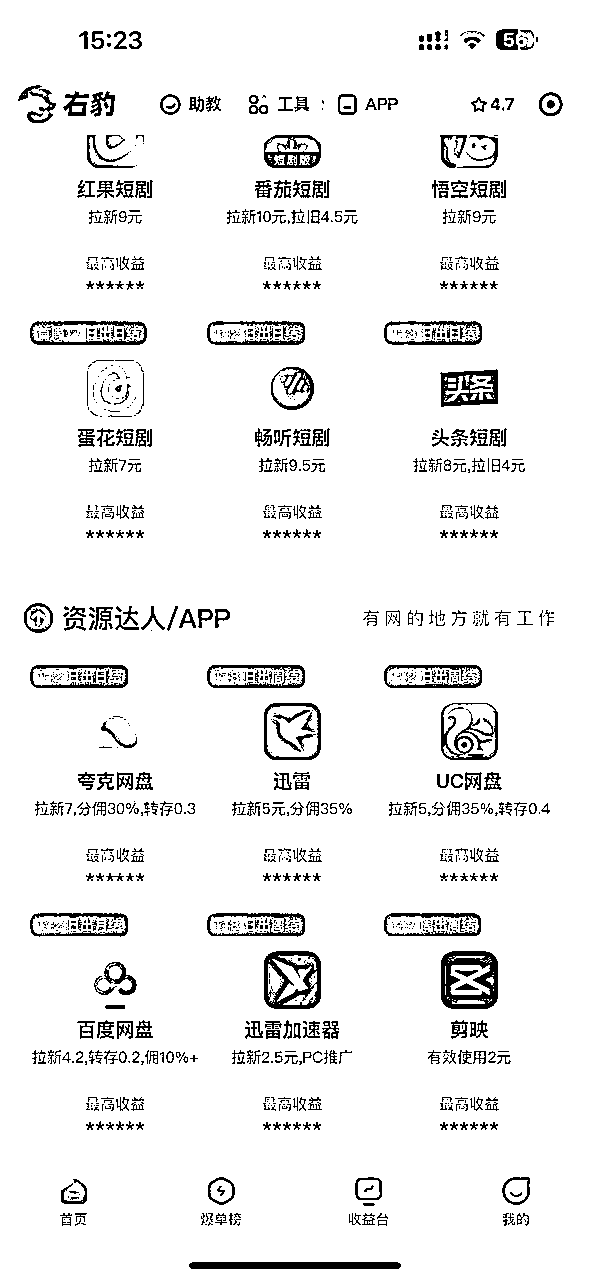 15:23
56
右豹 助教 工具 APP 4.7
短剧版
红果短剧 番茄短剧 悟空短剧
拉新9元 拉新10元,拉旧4.5元 拉新9元
最高收益 最高收益 最高收益
****** ****** ******
头条
蛋花短剧 畅听短剧 头条短剧
拉新7元 拉新9.5元 拉新8元,拉旧4元
最高收益 最高收益 最高收益
****** ****** ******
资源达人/APP 有网的地方就有工作
夸克网盘 迅雷 UC网盘
拉新7,分佣30%,转存0.3 拉新5元,分佣35% 拉新5,分佣35%,转存0.4
最高收益 最高收益 最高收益
****** ****** ******
百度网盘 迅雷加速器 剪映
拉新4.2,转存0.2,佣10%+ 拉新2.5元,PC推广 有效使用2元
最高收益 最高收益 最高收益
****** ****** ******
首页 爆单榜 收益台 我的